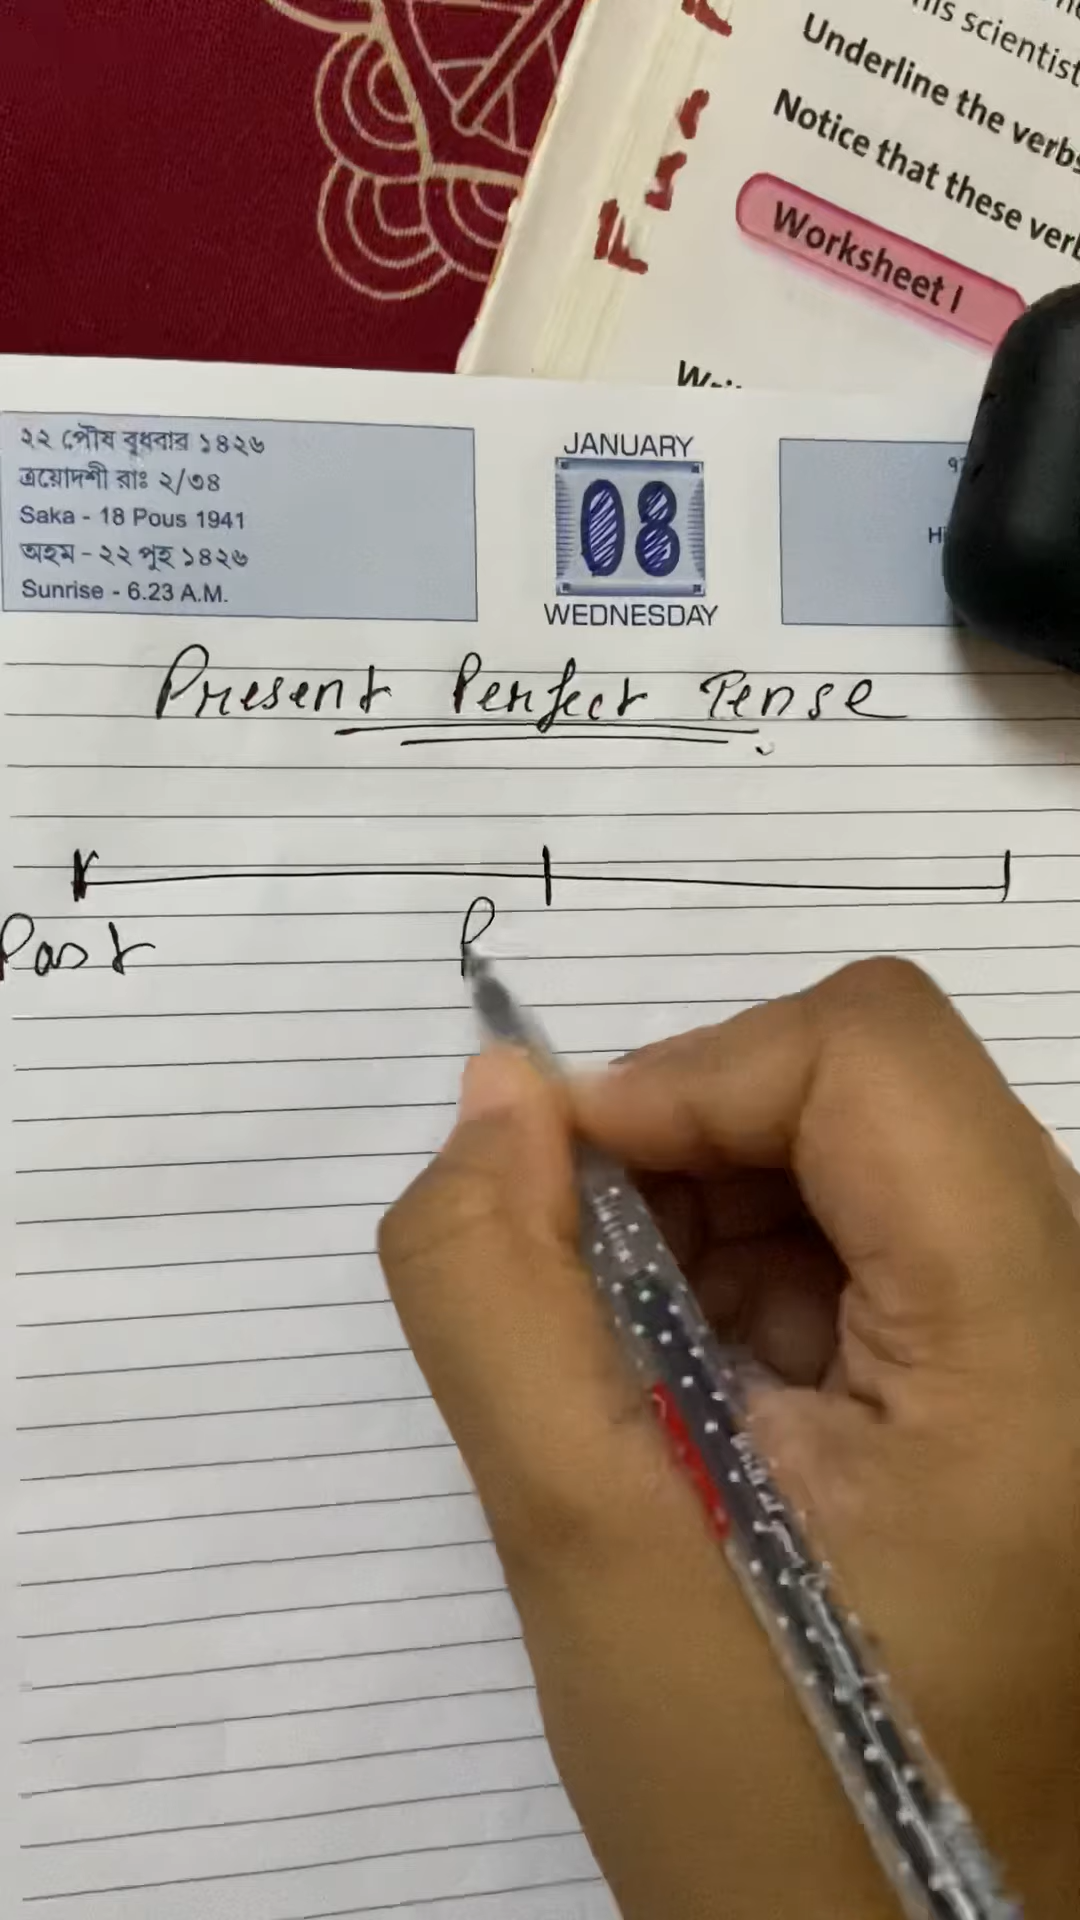 his scientist
Underline the verbs
Notice that these verb
Worksheet I
২২ পৌষ বুধবার ১৪২৬
ত্রয়োদশী রাঃ ২/৩৪
Saka - 18 Pous 1941
অহম - ২২ পুহ ১৪২৬
Sunrise - 6.23 A.M.
JANUARY
08
WEDNESDAY
Present Perfect Tense
Past
P